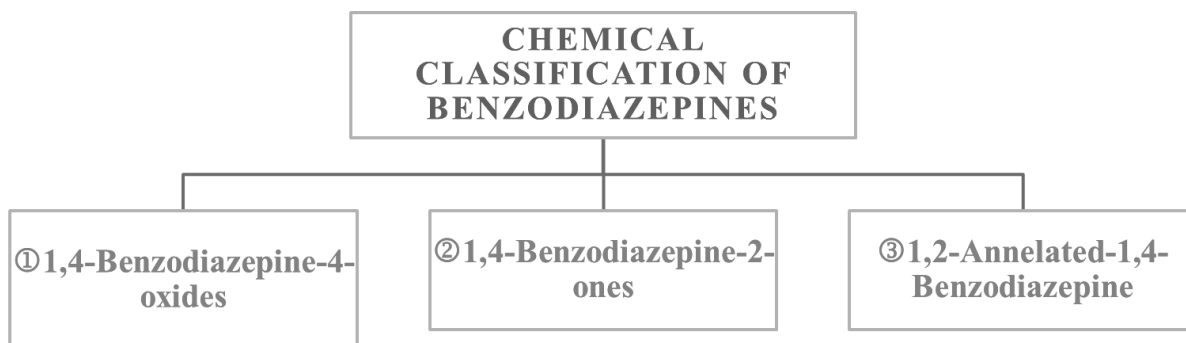 CHEMICAL
CLASSIFICATION OF
BENZODIAZEPINES
①1,4-Benzodiazepine-4-
oxides
②1,4-Benzodiazepine-2-
ones
③1,2-Annelated-1,4-
Benzodiazepine